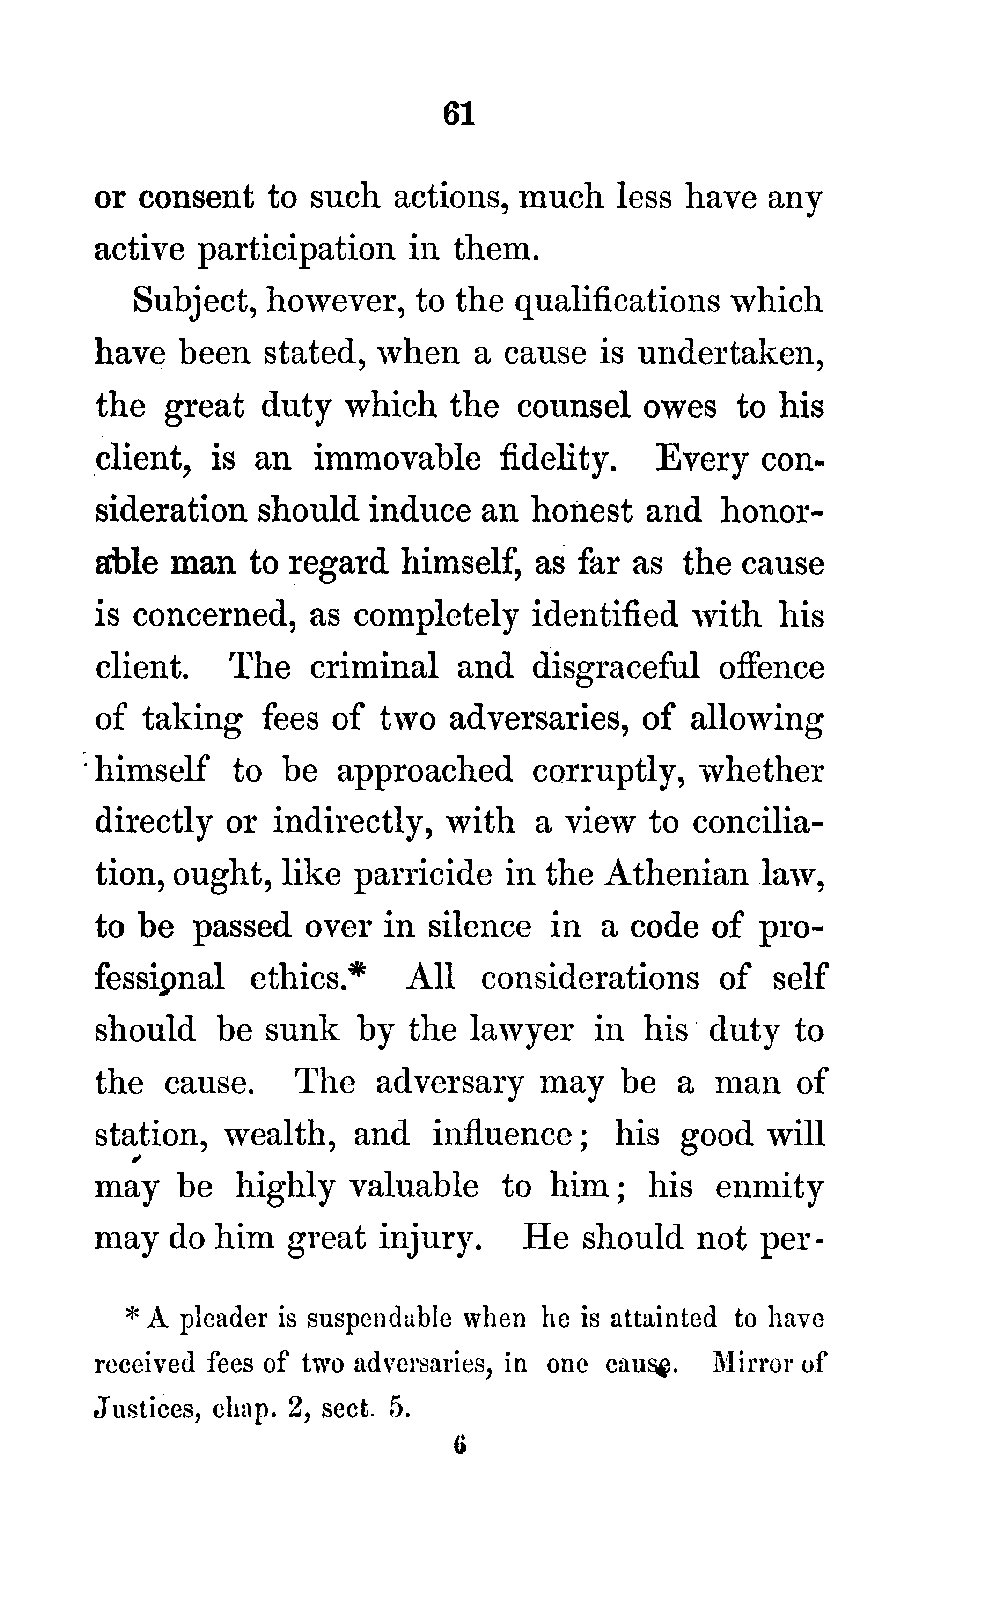 61
or consent to such actions, much less have any
active participation in them.
Subject, however, to the qualifications which
have been stated, when a cause is undertaken,
the great duty which the counsel owes to his
client, is an immovable fidelity. Every con-
sideration should induce an honest and honor-
able man to regard himself, as far as the cause
is concerned, as completely identified with his
client. The criminal and disgraceful offence
of taking fees of two adversaries, of allowing
himself to be approached corruptly, whether
directly or indirectly, with a view to concilia-
tion, ought, like parricide in the Athenian law,
to be passed over in silence in a code of pro-
fessional ethics.* All considerations of self
should be sunk by the lawyer in his duty to
the cause. The adversary may be a man of
station, wealth, and influence; his good will
may be highly valuable to him; his enmity
may do him great injury. He should not per-
* A pleader is suspendable when he is attainted to have
received fees of two adversaries, in one cause. Mirror of
Justices, chap. 2, sect. 5.
6